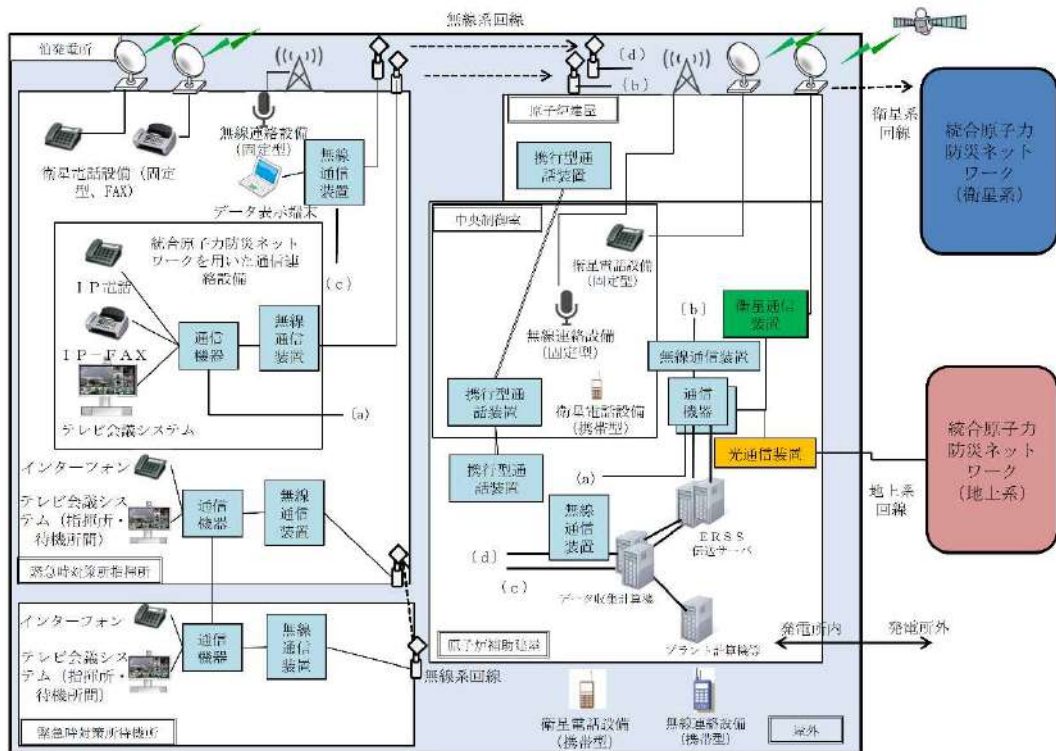 無線系回線
泊発電所
(d)
(b)
原子炉建屋
衛星系
回線
統合原子力
防災ネット
ワーク
(衛星系)
無線連絡設備
(固定型)
無線
通信
装置
携行型通
話装置
衛星電話設備(固定
型、FAX)
データ表示端末
中央制御室
統合原子力防災ネット
ワークを用いた通信連
絡設備
(c)
IP電話
衛星電話設備
(固定型)
衛星通信
装置
(b)
無線連絡設備
(固定型)
無線通信装置
通信
機器
無線
通信
装置
IP-FAX
(a)
テレビ会議システム
携行型通
話装置
衛星電話設備
(携帯型)
通信
機器
統合原子力
防災ネット
ワーク
(地上系)
光通信装置
携行型通
話装置
(a)
地上系
回線
インターフォン
テレビ会議シス
テム(指揮所・
待機所間)
通信
機器
無線
通信
装置
無線
通信
装置
ERSS
伝送サーバ
(d)
(c)
データ収集計算機
緊急時対策所指揮所
インターフォン
テレビ会議シス
テム(指揮所・
待機所間)
通信
機器
無線
通信
装置
プラント計算機等
発電所内
発電所外
原子炉補助建屋
無線系回線
緊急時対策所待機所
衛星電話設備
(携帯型)
無線連絡設備
(携帯型)
屋外